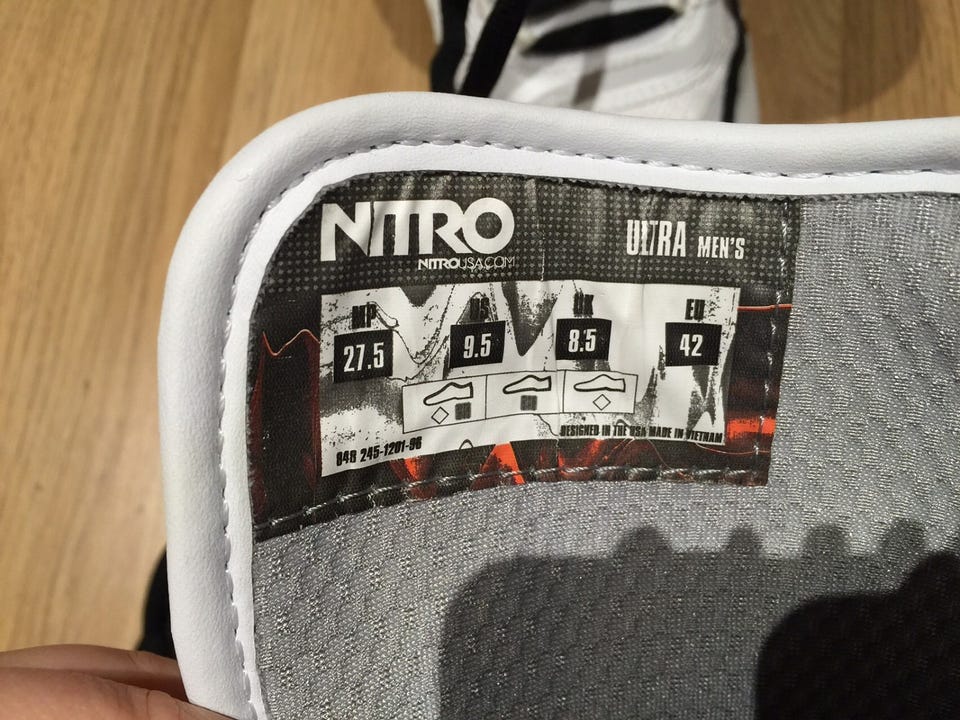 NITRO
NITROUSA.COM
ULTRA MEN'S
MP US UK EU
27.5 9.5 8.5 42
848 245-1201-96
DESIGNED IN THE USA MADE IN VIETNAM